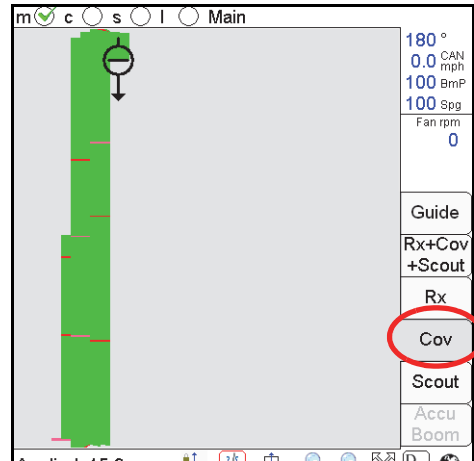 m c s l Main
180 °
0.0 CAN mph
100 BmP
100 Spg
Fan rpm
0
Guide
Rx+Cov
+Scout
Rx
Cov
Scout
Accu
Boom